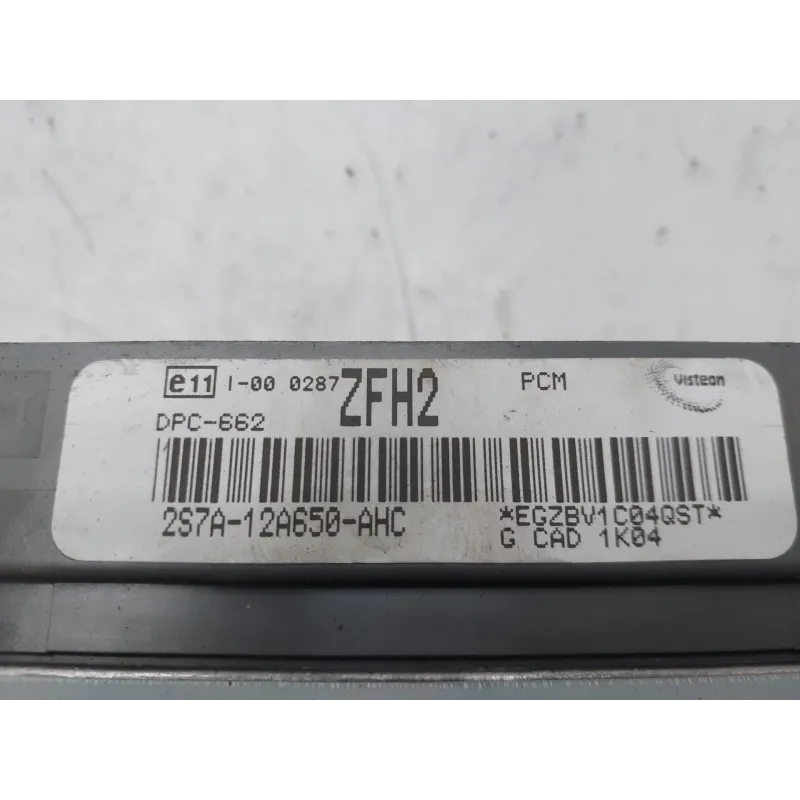 e11 I-00 0287 ZFH2 PCM Visteon
DPC-662
2S7A-12A650-AHC *EGZBV1C04QST*
G CAD 1K04